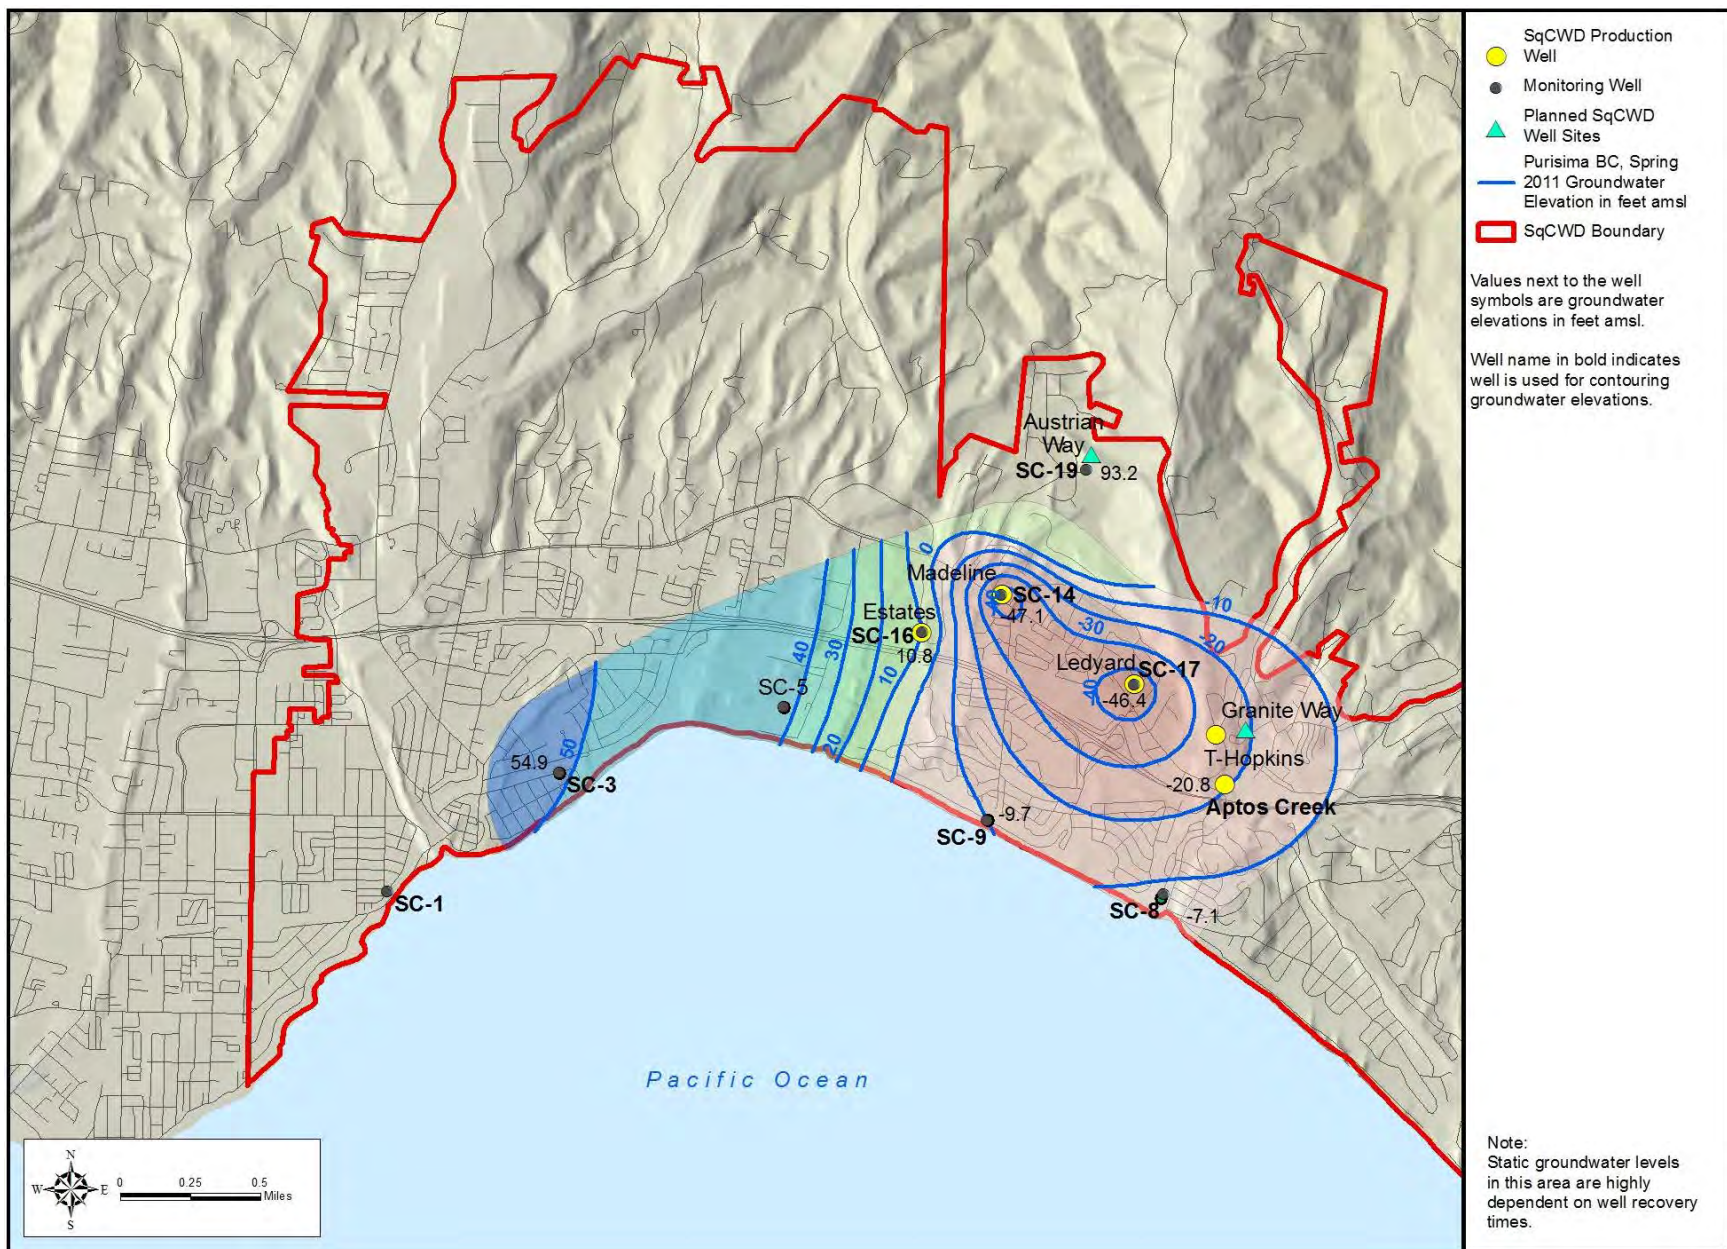 SqCWD Production
Well
Monitoring Well
Planned SqCWD
Well Sites
Purisima BC, Spring
2011 Groundwater
Elevation in feet amsl
SqCWD Boundary
Values next to the well
symbols are groundwater
elevations in feet amsl.
Well name in bold indicates
well is used for contouring
groundwater elevations.
Austrian
Way
SC-19
93.2
0
Madeline
SC-14
-40
-47.1
-10
Estates
SC-16
10.8
-30
-20
40
30
10
Ledyard
SC-17
-40
-46.4
SC-5
Granite Way
50
20
T-Hopkins
54.9
SC-3
-20.8
Aptos Creek
-9.7
SC-9
SC-1
SC-8
-7.1
Pacific Ocean
N
W
E
S
0
0.25
0.5
Miles
Note:
Static groundwater levels
in this area are highly
dependent on well recovery
times.